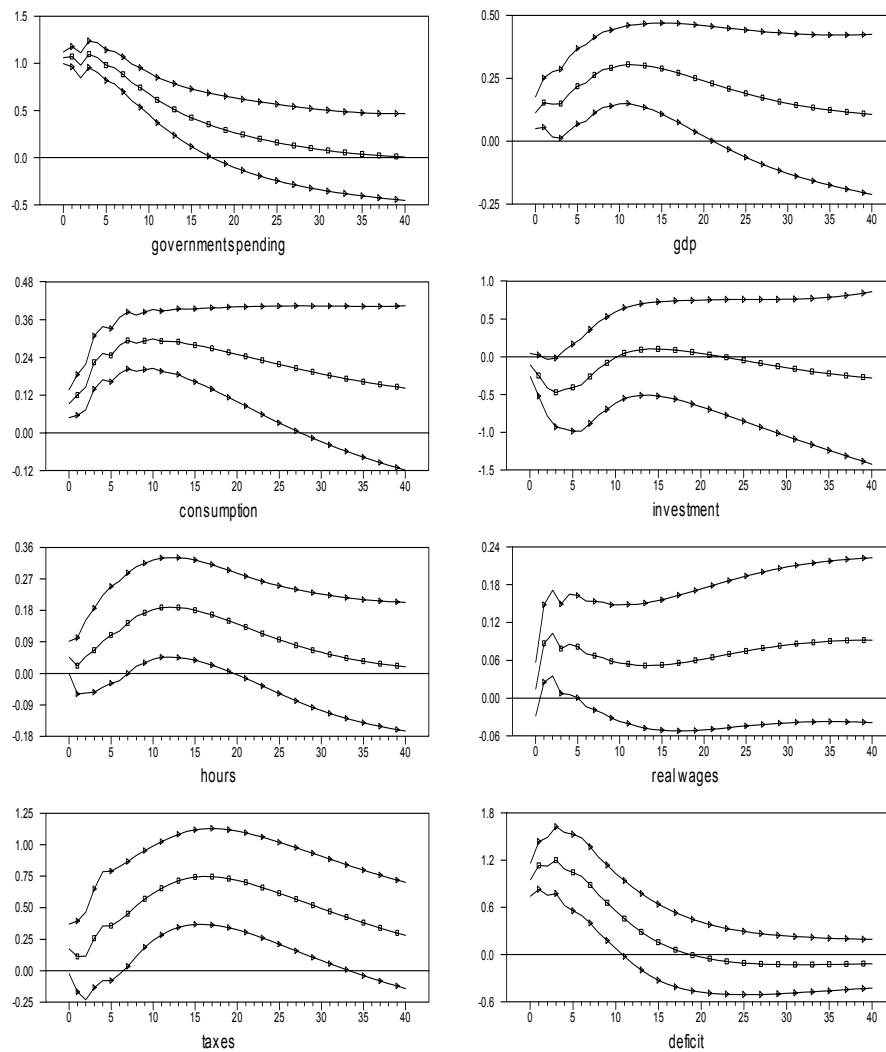 1.5
1.0
0.5
0.0
-0.5
0 5 10 15 20 25 30 35 40
government spending
0.50
0.25
0.00
-0.25
0 5 10 15 20 25 30 35 40
gdp
0.48
0.36
0.24
0.12
0.00
-0.12
0 5 10 15 20 25 30 35 40
consumption
1.0
0.5
0.0
-0.5
-1.0
-1.5
0 5 10 15 20 25 30 35 40
investment
0.36
0.27
0.18
0.09
0.00
-0.09
-0.18
0 5 10 15 20 25 30 35 40
hours
0.24
0.18
0.12
0.06
0.00
-0.06
0 5 10 15 20 25 30 35 40
real wages
1.25
1.00
0.75
0.50
0.25
0.00
-0.25
0 5 10 15 20 25 30 35 40
taxes
1.8
1.2
0.6
0.0
-0.6
0 5 10 15 20 25 30 35 40
deficit